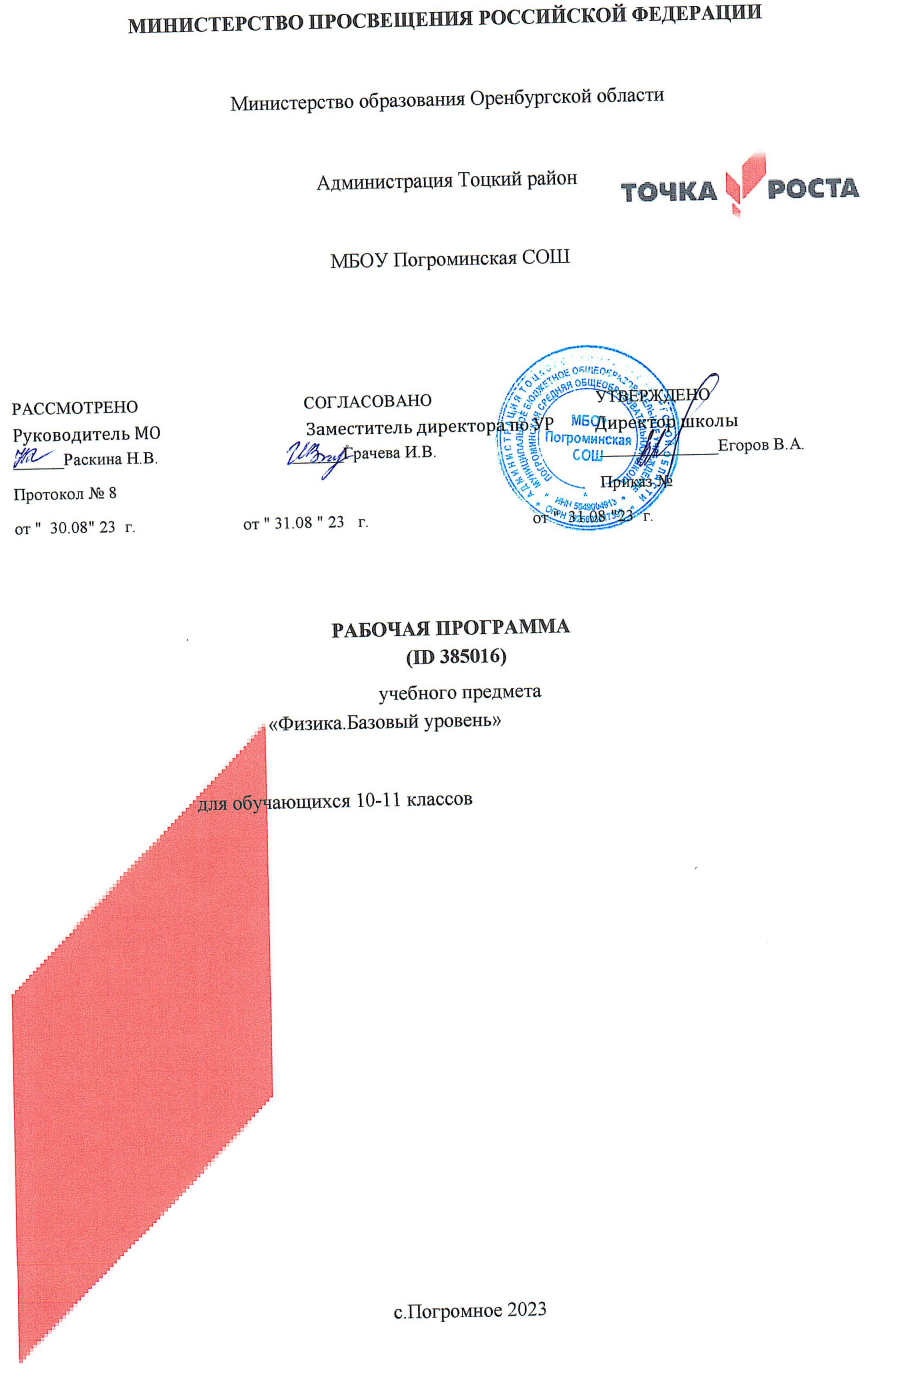 МИНИСТЕРСТВО ПРОСВЕЩЕНИЯ РОССИЙСКОЙ ФЕДЕРАЦИИ
Министерство образования Оренбургской области
Администрация Тоцкий район
ТОЧКА РОСТА
МБОУ Погроминская СОШ
РАССМОТРЕНО
Руководитель МО
Раскина Н.В.
Протокол № 8
от " 30.08" 23 г.
СОГЛАСОВАНО
Заместитель директора по УР
Грачева И.В.
от " 31.08 " 23 г.
УТВЕРЖДЕНО
Директор школы
Егоров В.А.
Приказ №
от " 31.08 "23 г.
МБОУ
Погроминская
СОШ
РАБОЧАЯ ПРОГРАММА
(ID 385016)
учебного предмета
«Физика.Базовый уровень»
для обучающихся 10-11 классов
с.Погромное 2023